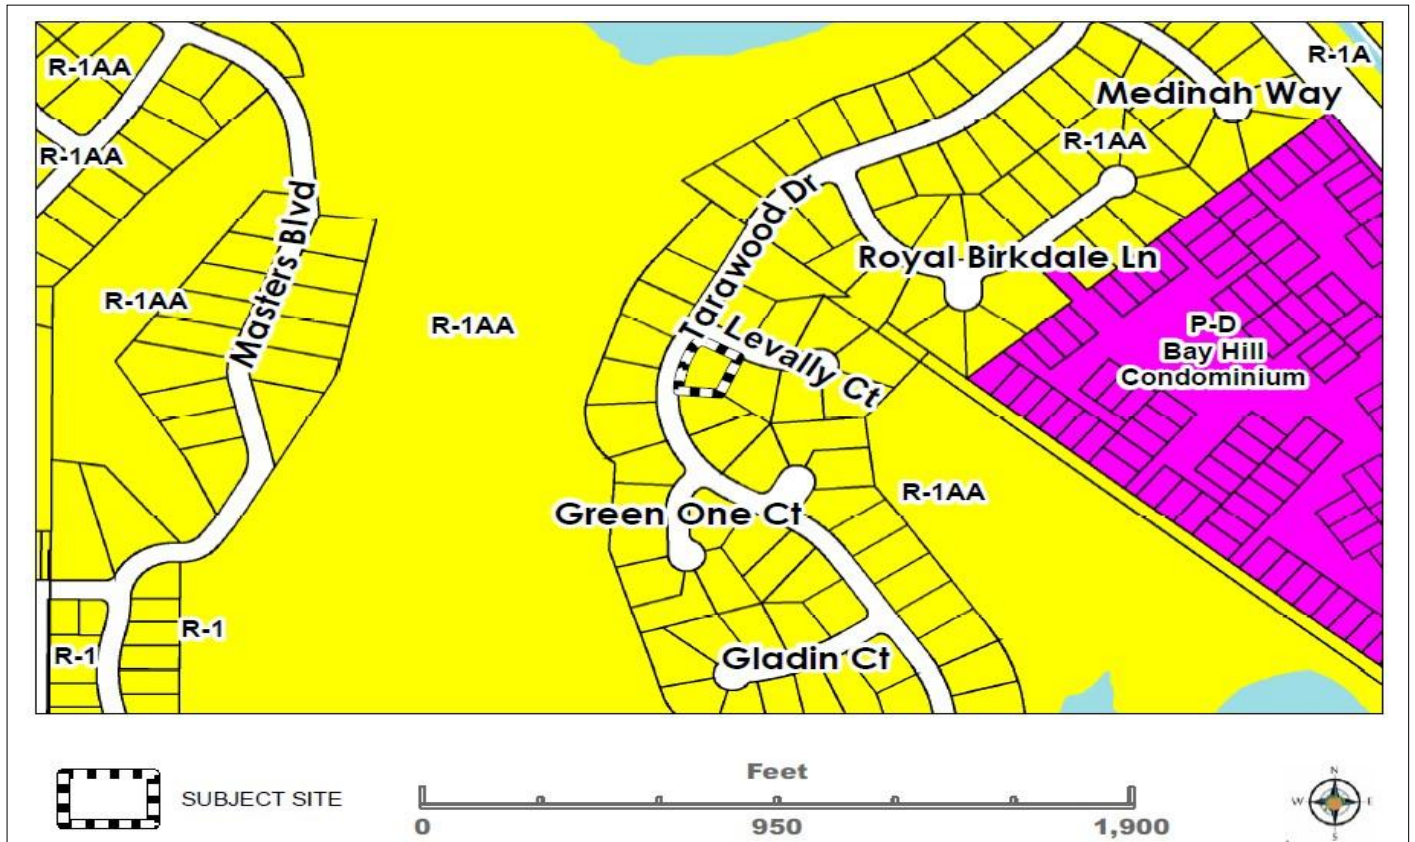 R-1AA
R-1A
Medinah Way
R-1AA
R-1AA
Masters Blvd
Tarawood Dr
Royal Birkdale Ln
R-1AA
R-1AA
Levally Ct
P-D
Bay Hill
Condominium
R-1AA
Green One Ct
R-1
R-1
Gladin Ct
SUBJECT SITE
Feet
0 950 1,900
N
W E
S